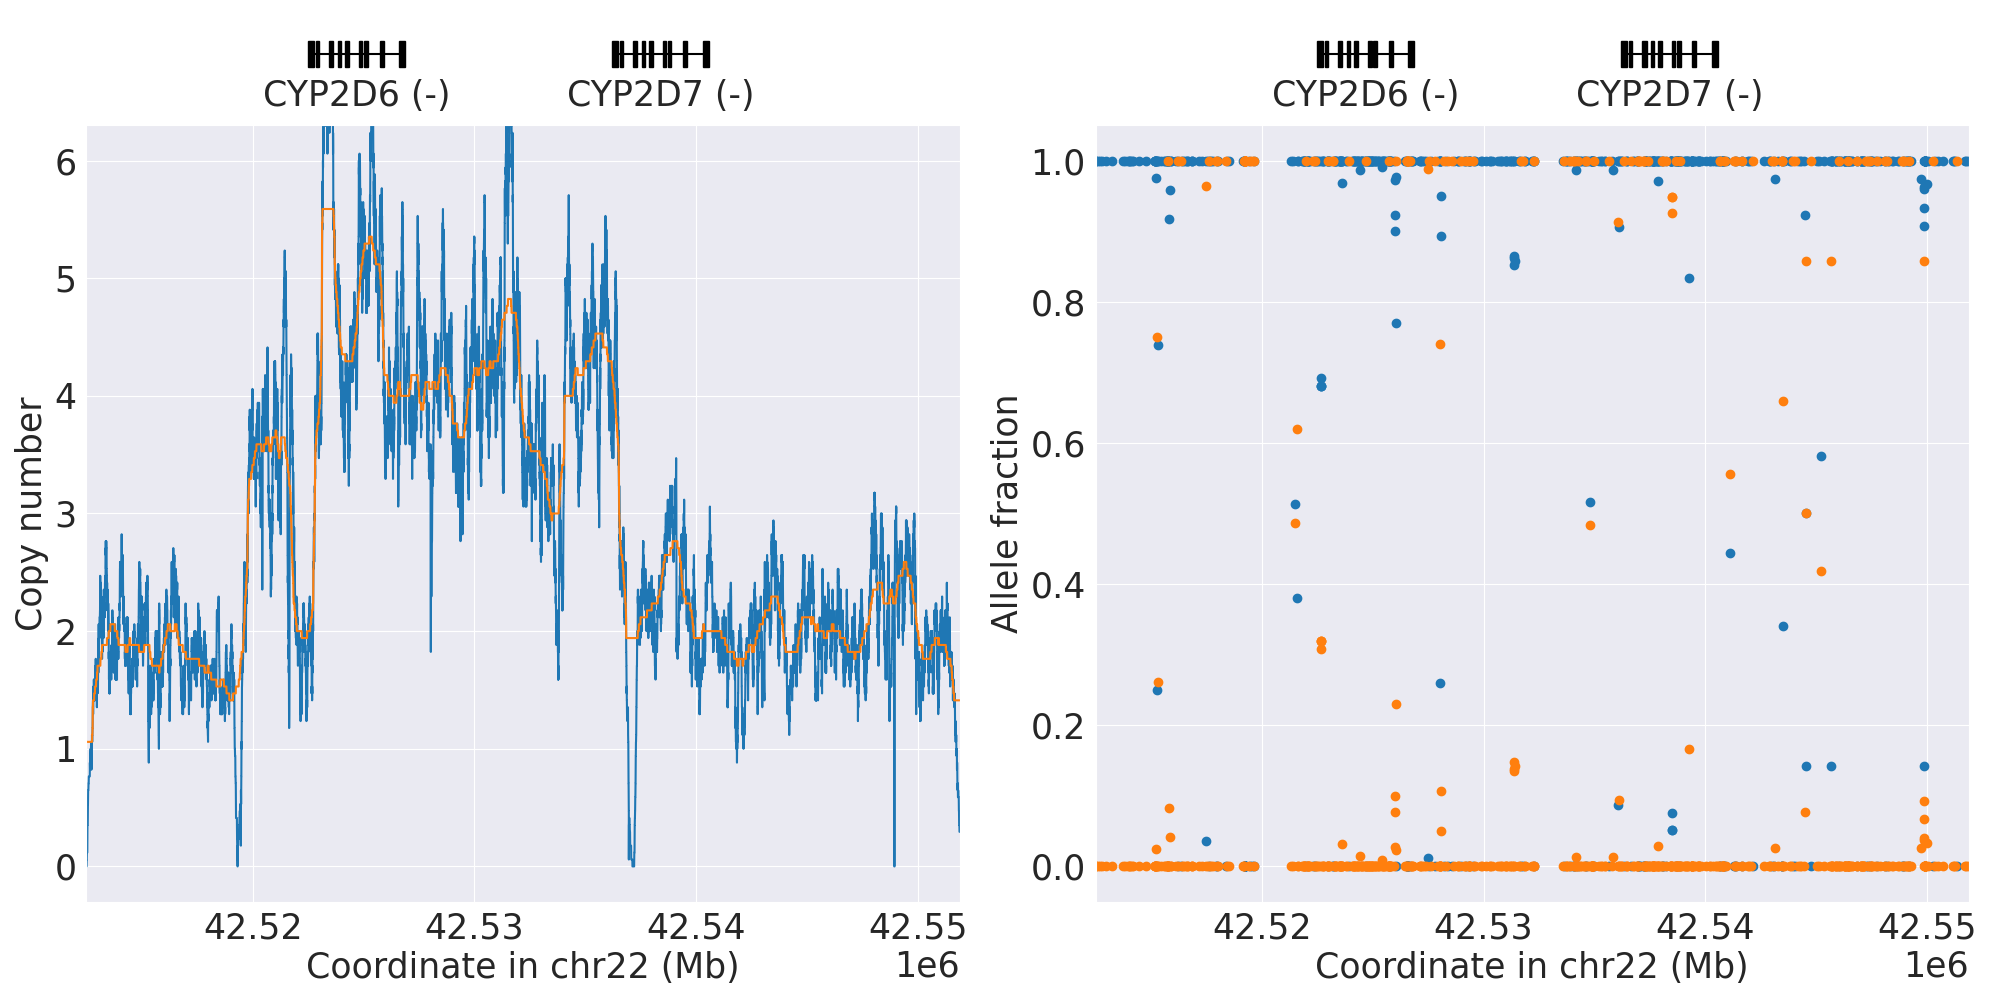 CYP2D6 (-) CYP2D7 (-)
6
5
4
3
2
1
0
Copy number
42.52 42.53 42.54 42.55
Coordinate in chr22 (Mb) 1e6
CYP2D6 (-) CYP2D7 (-)
1.0
0.8
0.6
0.4
0.2
0.0
Allele fraction
42.52 42.53 42.54 42.55
Coordinate in chr22 (Mb) 1e6